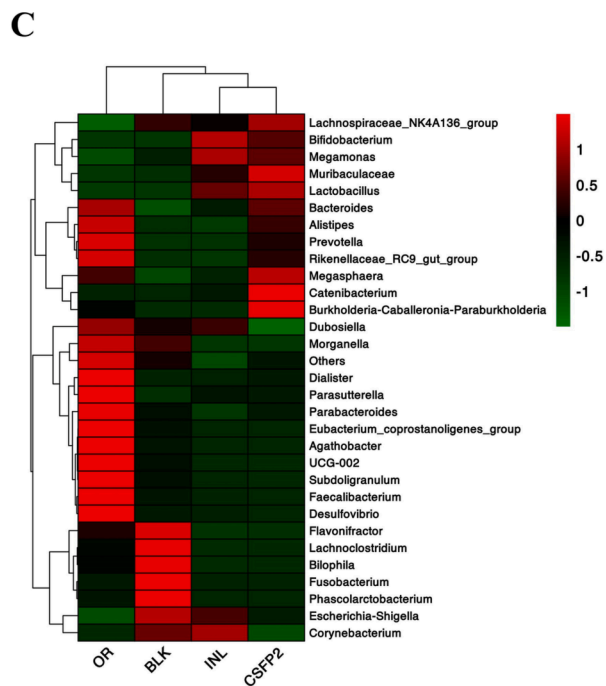 C
Lachnospiraceae_NK4A136_group
Bifidobacterium
Megamonas
Muribaculaceae
Lactobacillus
Bacteroides
Alistipes
Prevotella
Rikenellaceae_RC9_gut_group
Megasphaera
Catenibacterium
Burkholderia-Caballeronia-Paraburkholderia
Dubosiella
Morganella
Others
Dialister
Parasutterella
Parabacteroides
Eubacterium_coprostanoligenes_group
Agathobacter
UCG-002
Subdoligranulum
Faecalibacterium
Desulfovibrio
Flavonifractor
Lachnoclostridium
Bilophila
Fusobacterium
Phascolarctobacterium
Escherichia-Shigella
Corynebacterium
1
0.5
0
-0.5
-1
OR
BLK
INL
CSFP2